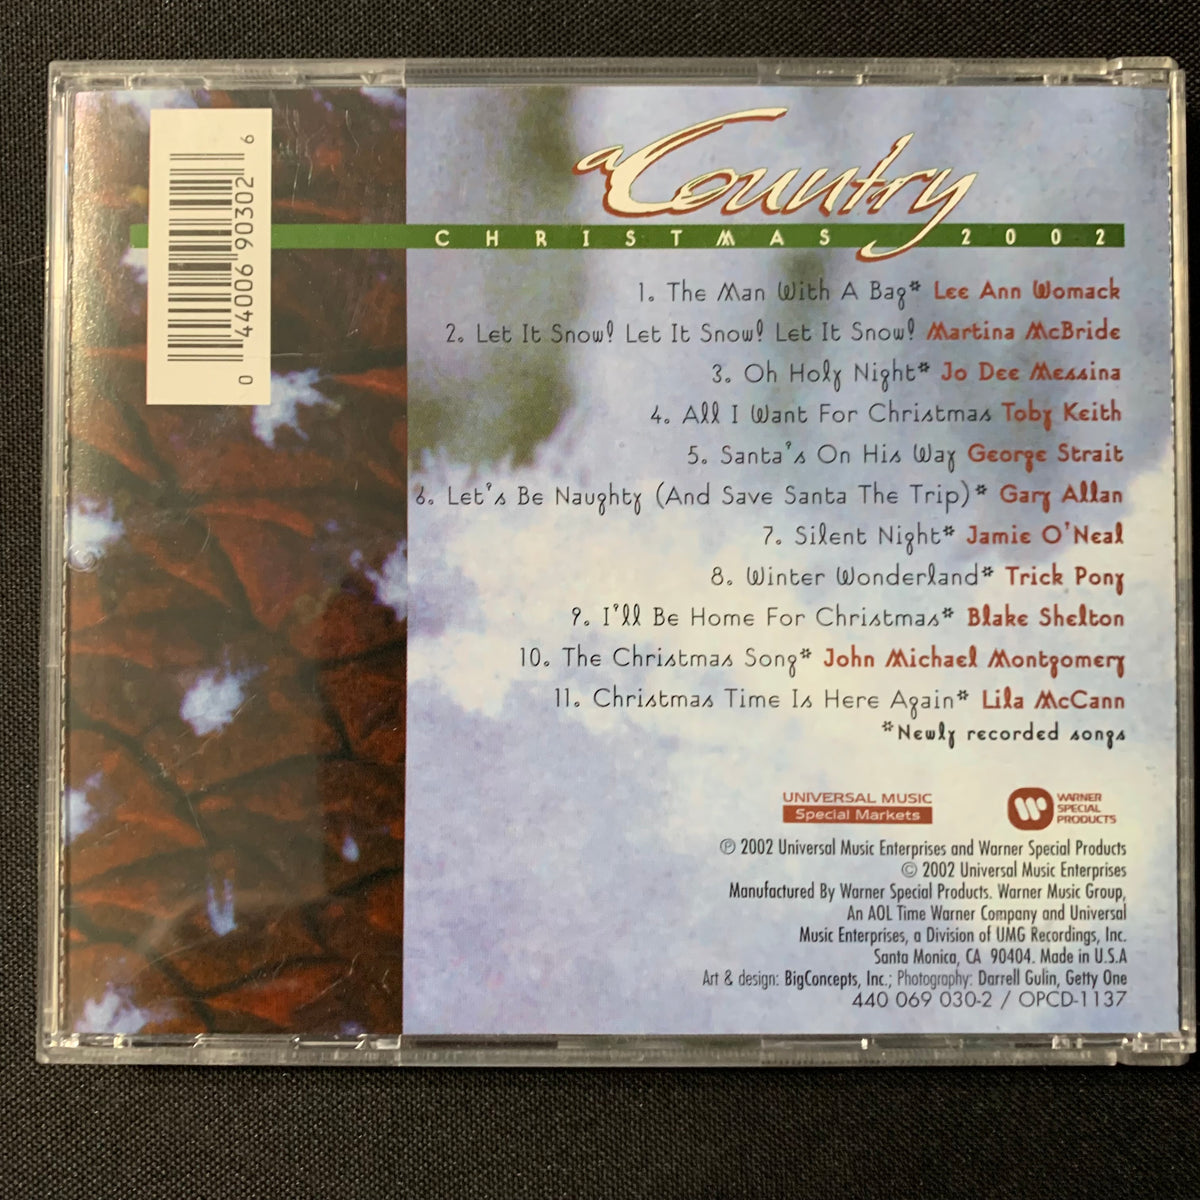 a Country
CHRISTMAS 2002
1. The Man With A Bag* Lee Ann Womack
2. Let It Snow! Let It Snow! Let It Snow! Martina McBride
3. Oh Holy Night* Jo Dee Messina
4. All I Want For Christmas Toby Keith
5. Santa's On His Way George Strait
6. Let's Be Naughty (And Save Santa The Trip)* Gary Allan
7. Silent Night* Jamie O'Neal
8. Winter Wonderland* Trick Pony
9. I'll Be Home For Christmas* Blake Shelton
10. The Christmas Song* John Michael Montgomery
11. Christmas Time Is Here Again* Lila McCann
*Newly recorded songs
UNIVERSAL MUSIC
Special Markets
WARNER
SPECIAL
PRODUCTS
℗ 2002 Universal Music Enterprises and Warner Special Products
© 2002 Universal Music Enterprises
Manufactured By Warner Special Products. Warner Music Group,
An AOL Time Warner Company and Universal
Music Enterprises, a Division of UMG Recordings, Inc.
Santa Monica, CA 90404. Made in U.S.A
Art & design: BigConcepts, Inc.; Photography: Darrell Gulin, Getty One
440 069 030-2 / OPCD-1137
0 44006 90302 6